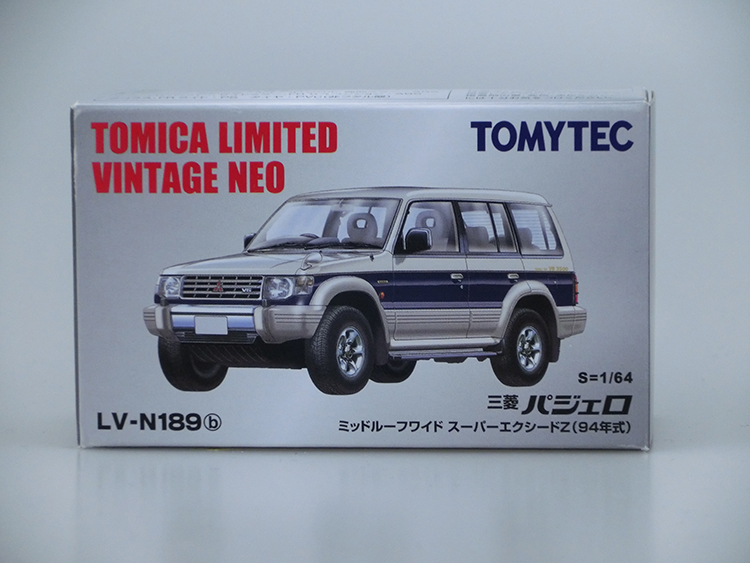 TOMICA LIMITED
VINTAGE NEO
TOMYTEC
S=1/64
三菱 パジェロ
LV-N189ⓑ
ミッドルーフワイド スーパーエクシードZ(94年式)